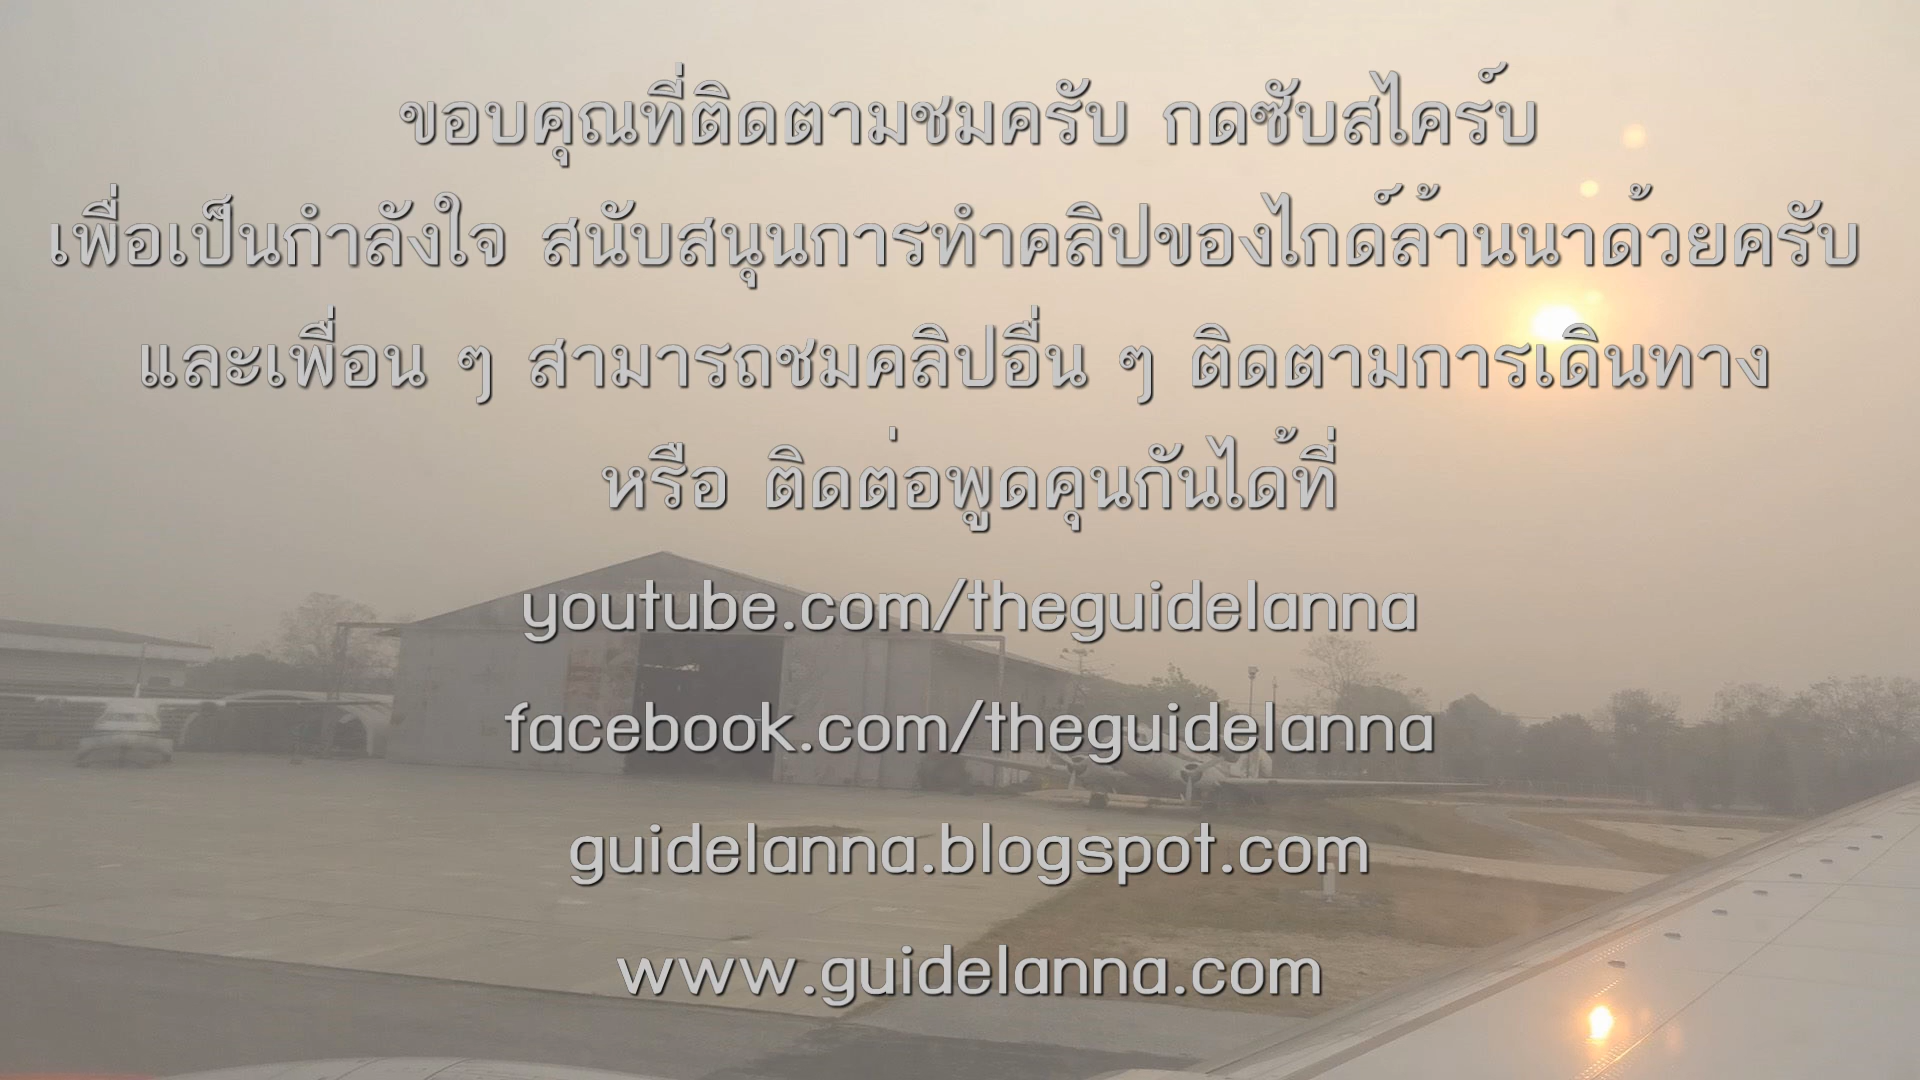 ขอบคุณที่ติดตามชมครับ กดซับสไคร์บ
เพื่อเป็นกำลังใจ สนับสนุนการทำคลิปของไกด์ล้านนาด้วยครับ
และเพื่อน ๆ สามารถชมคลิปอื่น ๆ ติดตามการเดินทาง
หรือ ติดต่อพูดคุนกันได้ที่
youtube.com/theguidelanna
facebook.com/theguidelanna
guidelanna.blogspot.com
www.guidelanna.com